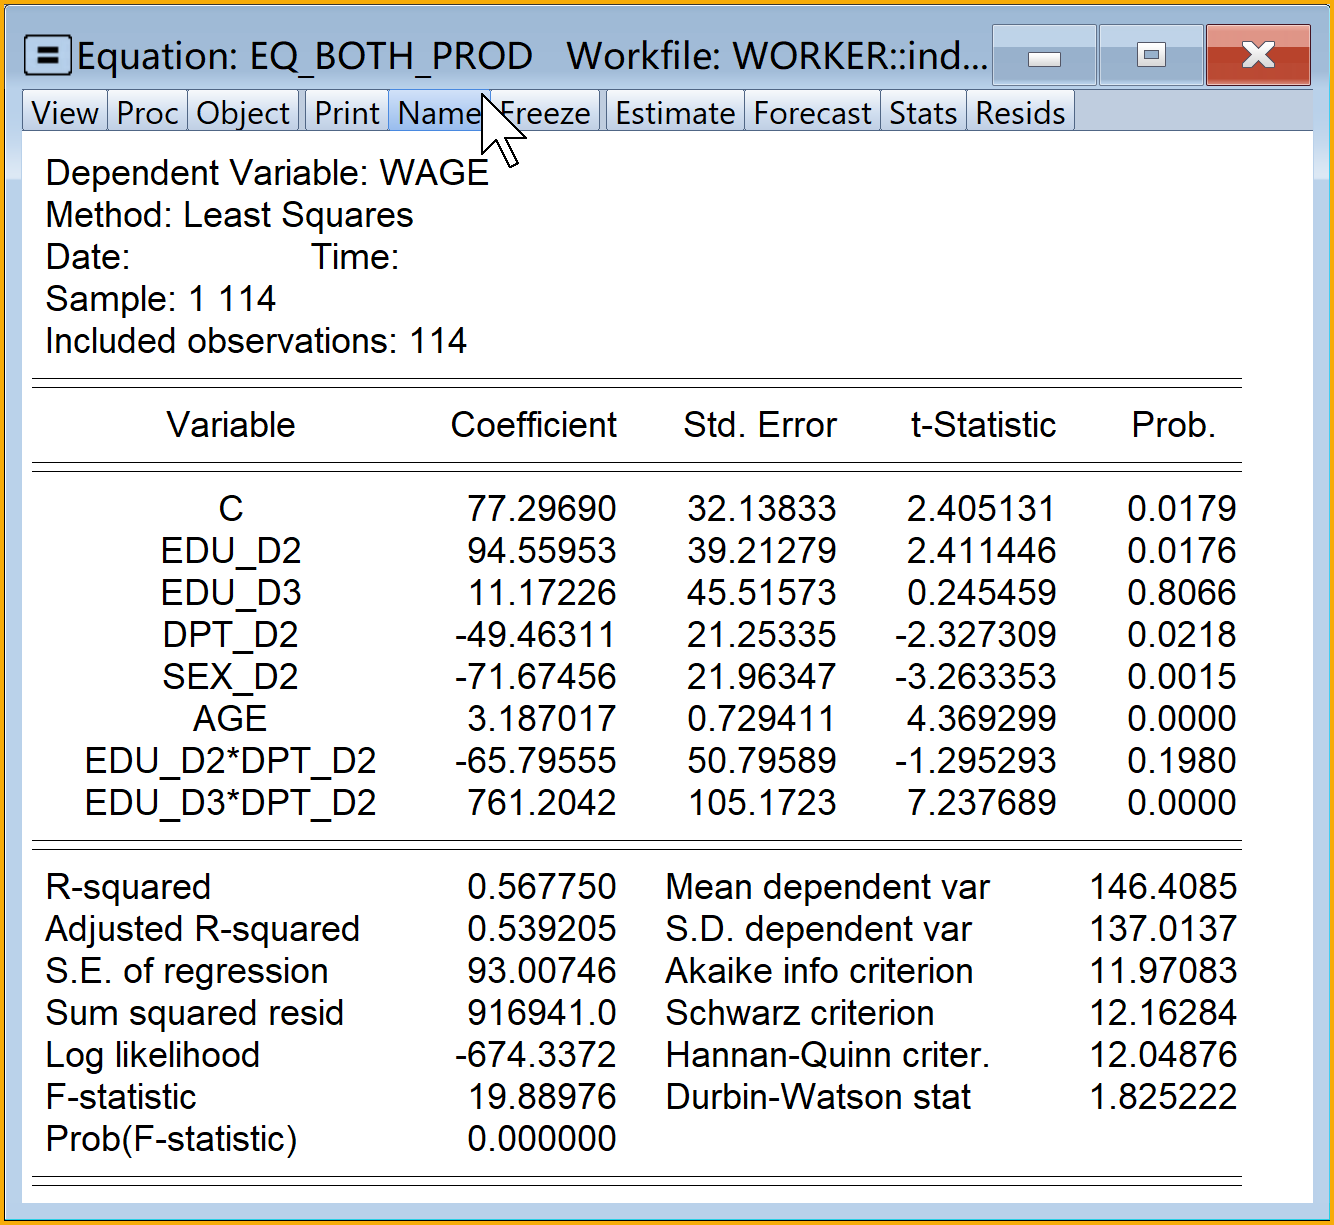 Equation: EQ_BOTH_PROD Workfile: WORKER::ind...
View Proc Object Print Name Freeze Estimate Forecast Stats Resids
Dependent Variable: WAGE
Method: Least Squares
Date: Time:
Sample: 1 114
Included observations: 114
Variable Coefficient Std. Error t-Statistic Prob.
C 77.29690 32.13833 2.405131 0.0179
EDU_D2 94.55953 39.21279 2.411446 0.0176
EDU_D3 11.17226 45.51573 0.245459 0.8066
DPT_D2 -49.46311 21.25335 -2.327309 0.0218
SEX_D2 -71.67456 21.96347 -3.263353 0.0015
AGE 3.187017 0.729411 4.369299 0.0000
EDU_D2*DPT_D2 -65.79555 50.79589 -1.295293 0.1980
EDU_D3*DPT_D2 761.2042 105.1723 7.237689 0.0000
R-squared 0.567750 Mean dependent var 146.4085
Adjusted R-squared 0.539205 S.D. dependent var 137.0137
S.E. of regression 93.00746 Akaike info criterion 11.97083
Sum squared resid 916941.0 Schwarz criterion 12.16284
Log likelihood -674.3372 Hannan-Quinn criter. 12.04876
F-statistic 19.88976 Durbin-Watson stat 1.825222
Prob(F-statistic) 0.000000